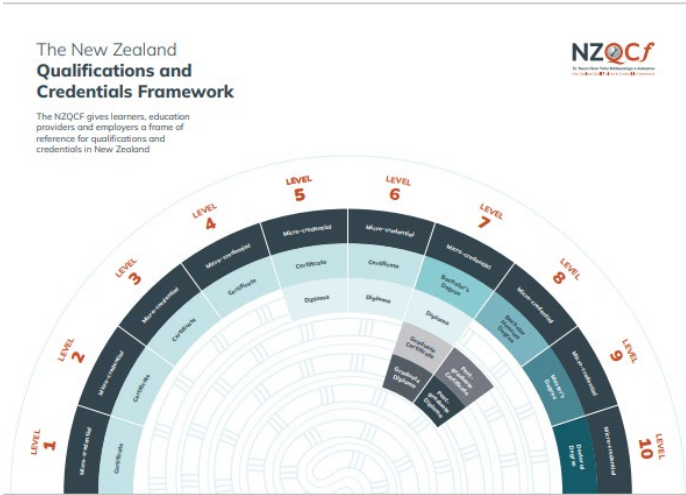 The New Zealand
Qualifications and
Credentials Framework
NZQCf
The NZQCF gives learners, education
providers and employers a frame of
reference for qualifications and
credentials in New Zealand
LEVEL
1
Micro-credential
Certificate
LEVEL
2
Micro-credential
Certificate
LEVEL
3
Micro-credential
Certificate
LEVEL
4
Micro-credential
Certificate
LEVEL
5
Micro-credential
Certificate
Diploma
LEVEL
6
Micro-credential
Certificate
Diploma
LEVEL
7
Micro-credential
Bachelor's
Degree
Diploma
Graduate
Certificate
Graduate
Diploma
LEVEL
8
Micro-credential
Bachelor
Honours
Degree
Post-
graduate
Certificate
Post-
graduate
Diploma
LEVEL
9
Micro-credential
Master's
Degree
LEVEL
10
Micro-credential
Doctoral
Degree